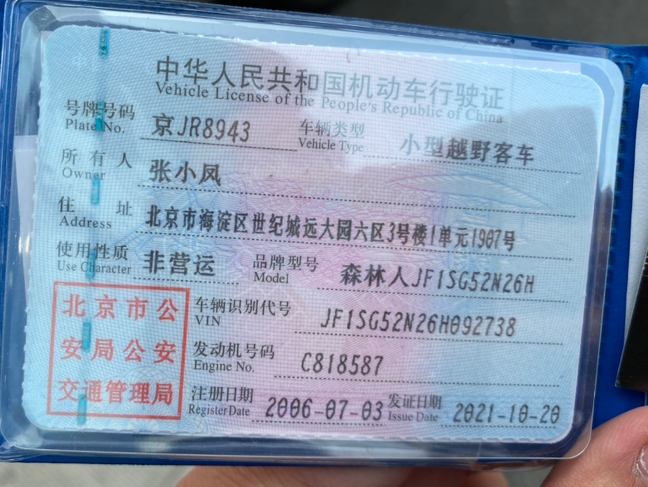 中华人民共和国机动车行驶证
Vehicle License of the People's Republic of China
号牌号码 京JR8943 车辆类型 小型越野客车
Plate No. Vehicle Type
所有人 张小凤
Owner
住址 北京市海淀区世纪城远大园六区3号楼1单元1907号
Address
使用性质 非营运 品牌型号 森林人JF1SG52N26H
Use Character Model
北京市公安局公安交通管理局
车辆识别代号 JF1SG52N26H092738
VIN
发动机号码 C818587
Engine No.
注册日期 2006-07-03 发证日期 2021-10-20
Register Date Issue Date